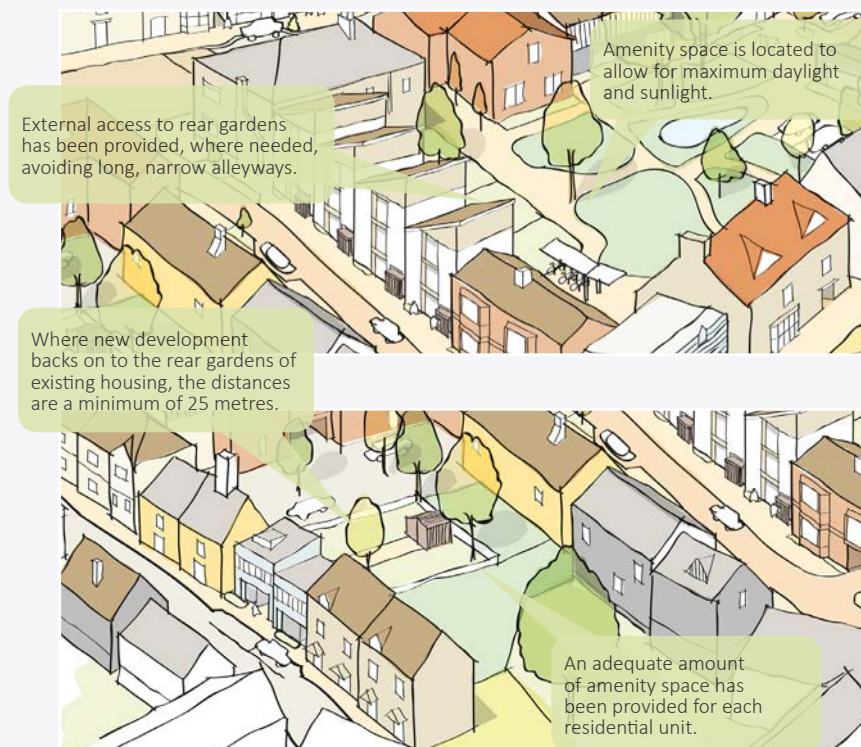 Amenity space is located to
allow for maximum daylight
and sunlight.
External access to rear gardens
has been provided, where needed,
avoiding long, narrow alleyways.
Where new development
backs on to the rear gardens of
existing housing, the distances
are a minimum of 25 metres.
An adequate amount
of amenity space has
been provided for each
residential unit.